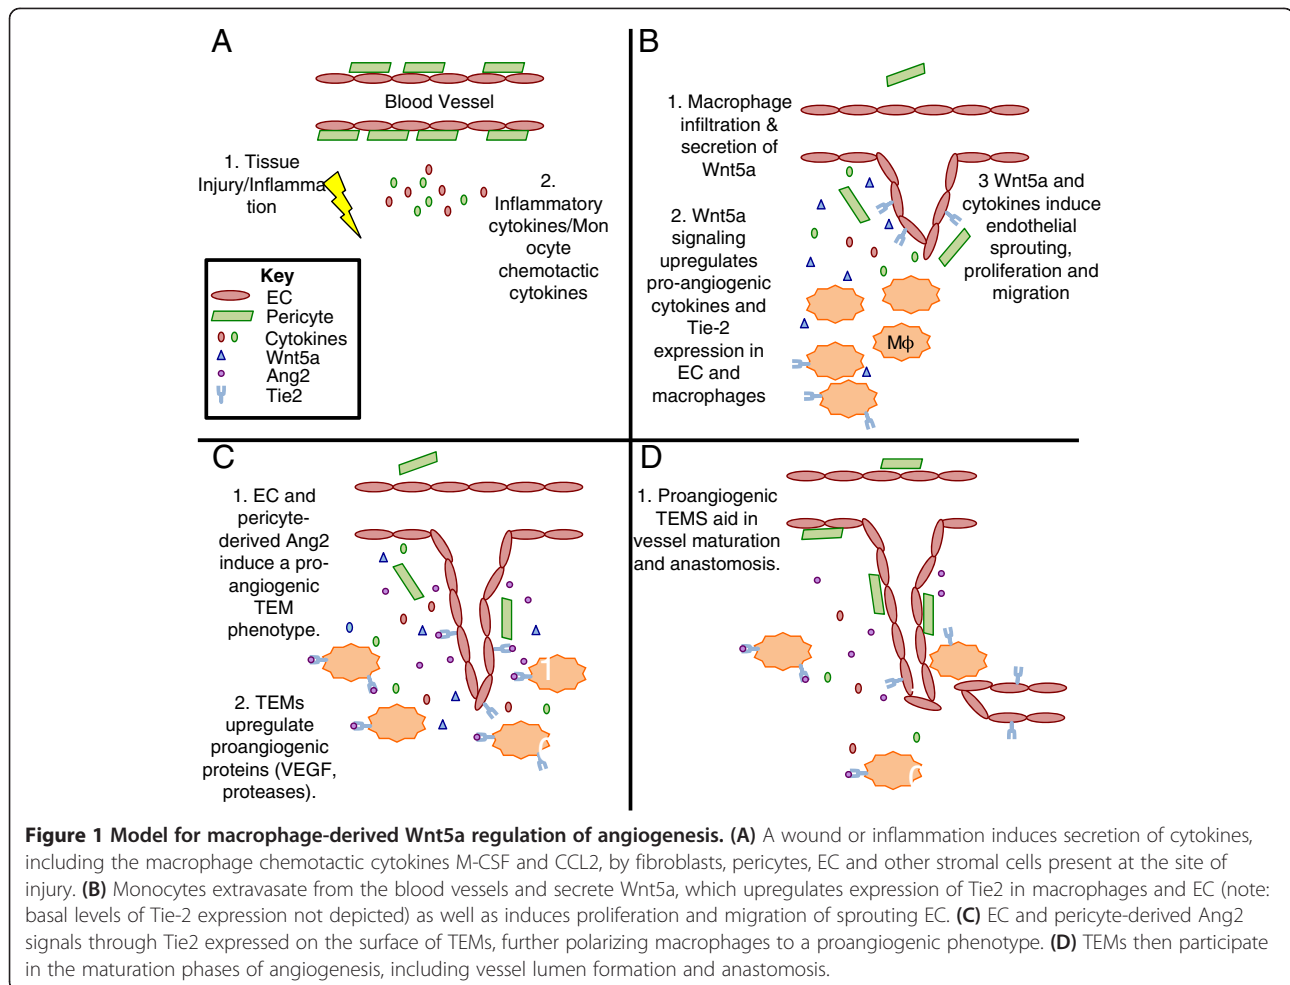 A
Blood Vessel
1. Tissue
Injury/Inflamma
tion
2.
Inflammatory
cytokines/Mon
ocyte
chemotactic
cytokines
Key
EC
Pericyte
Cytokines
Wnt5a
Ang2
Tie2
B
1. Macrophage
infiltration &
secretion of
Wnt5a
2. Wnt5a
signaling
upregulates
pro-angiogenic
cytokines and
Tie-2
expression in
EC and
macrophages
3 Wnt5a and
cytokines induce
endothelial
sprouting,
proliferation and
migration
Mϕ
C
1. EC and
pericyte-
derived Ang2
induce a pro-
angiogenic
TEM
phenotype.
2. TEMs
upregulate
proangiogenic
proteins (VEGF,
proteases).
D
1. Proangiogenic
TEMS aid in
vessel maturation
and anastomosis.
Figure 1 Model for macrophage-derived Wnt5a regulation of angiogenesis. (A) A wound or inflammation induces secretion of cytokines,
including the macrophage chemotactic cytokines M-CSF and CCL2, by fibroblasts, pericytes, EC and other stromal cells present at the site of
injury. (B) Monocytes extravasate from the blood vessels and secrete Wnt5a, which upregulates expression of Tie2 in macrophages and EC (note:
basal levels of Tie-2 expression not depicted) as well as induces proliferation and migration of sprouting EC. (C) EC and pericyte-derived Ang2
signals through Tie2 expressed on the surface of TEMs, further polarizing macrophages to a proangiogenic phenotype. (D) TEMs then participate
in the maturation phases of angiogenesis, including vessel lumen formation and anastomosis.